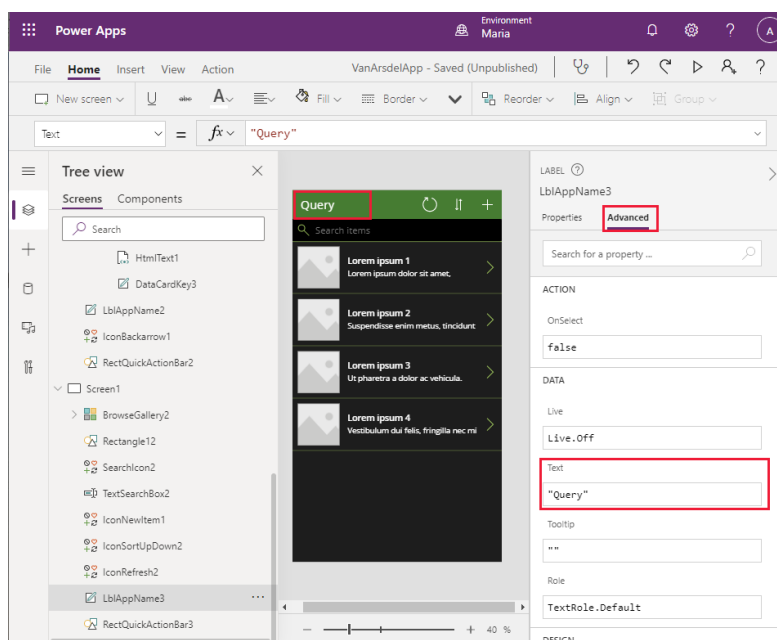 Power Apps
Environment
Maria
A
File Home Insert View Action
VanArsdelApp - Saved (Unpublished)
New screen
abc
A
Fill
Border
Reorder
Align
Group
Text
=
fx
"Query"
Tree view
Screens Components
Search
HtmlText1
DataCardKey3
LblAppName2
IconBackarrow1
RectQuickActionBar2
Screen1
BrowseGallery2
Rectangle12
SearchIcon2
TextSearchBox2
IconNewItem1
IconSortUpDown2
IconRefresh2
LblAppName3
RectQuickActionBar3
Query
Search items
Lorem ipsum 1
Lorem ipsum dolor sit amet,
Lorem ipsum 2
Suspendisse enim metus, tincidunt
Lorem ipsum 3
Ut pharetra a dolor ac vehicula.
Lorem ipsum 4
Vestibulum dui felis, fringilla nec mi
40 %
LABEL
LblAppName3
Properties Advanced
Search for a property ...
ACTION
OnSelect
false
DATA
Live
Live.Off
Text
"Query"
Tooltip
""
Role
TextRole.Default
DESIGN